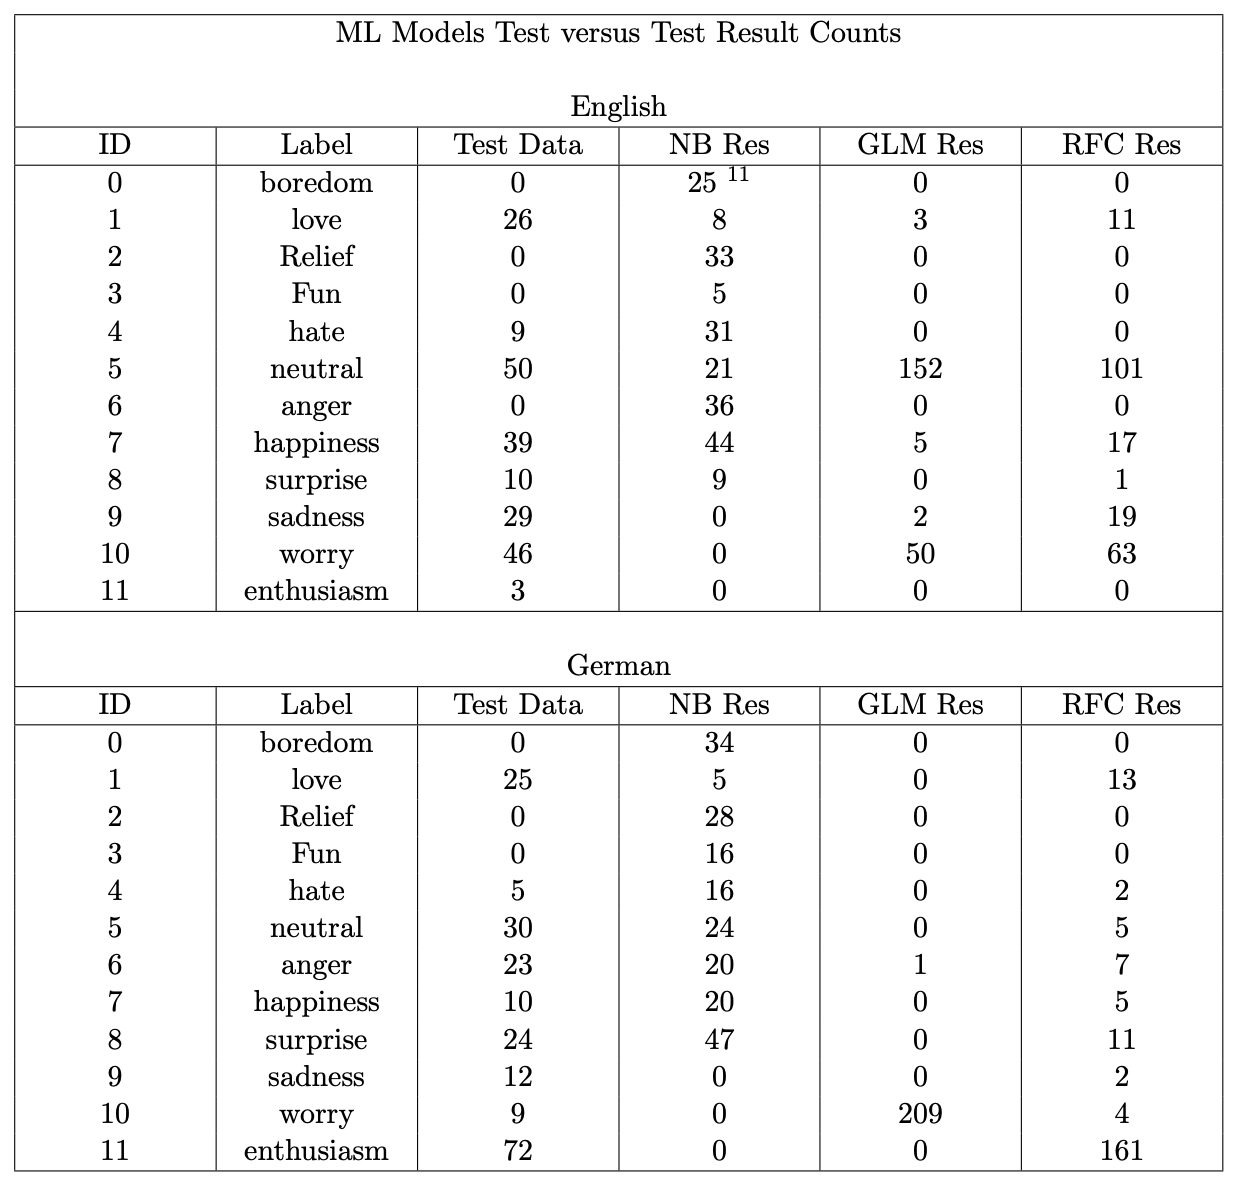 ML Models Test versus Test Result Counts
English
ID Label Test Data NB Res GLM Res RFC Res
0 boredom 0 25 11 0 0
1 love 26 8 3 11
2 Relief 0 33 0 0
3 Fun 0 5 0 0
4 hate 9 31 0 0
5 neutral 50 21 152 101
6 anger 0 36 0 0
7 happiness 39 44 5 17
8 surprise 10 9 0 1
9 sadness 29 0 2 19
10 worry 46 0 50 63
11 enthusiasm 3 0 0 0
German
ID Label Test Data NB Res GLM Res RFC Res
0 boredom 0 34 0 0
1 love 25 5 0 13
2 Relief 0 28 0 0
3 Fun 0 16 0 0
4 hate 5 16 0 2
5 neutral 30 24 0 5
6 anger 23 20 1 7
7 happiness 10 20 0 5
8 surprise 24 47 0 11
9 sadness 12 0 0 2
10 worry 9 0 209 4
11 enthusiasm 72 0 0 161